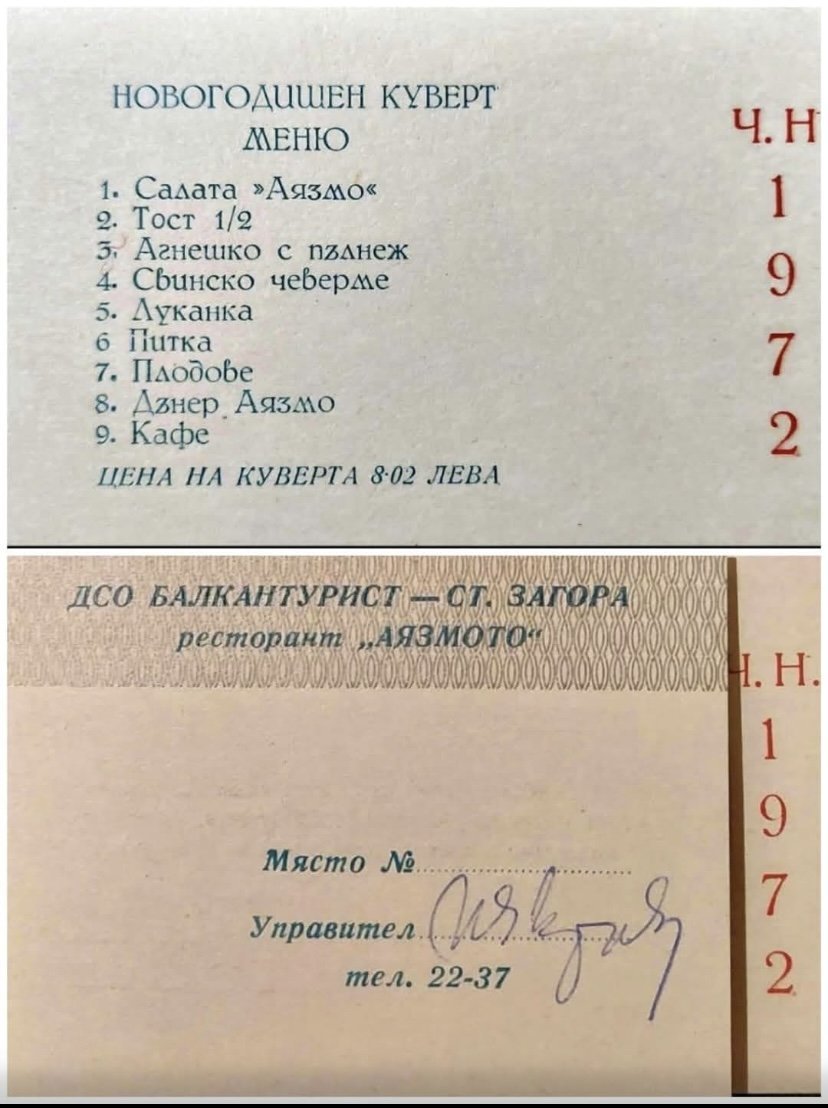 НОВОГОДИШЕН КУВЕРТ
МЕНЮ
1. Салата »Аязмо«
2. Тост 1/2
3. Агнешко с пълнеж
4. Свинско чеверме
5. Луканка
6 Питка
7. Плодове
8. Дънер Аязмо
9. Кафе
ЦЕНА НА КУВЕРТА 8·02 ЛЕВА
Ч. Н
1
9
7
2
ДСО БАЛКАНТУРИСТ — СТ. ЗАГОРА
ресторант „АЯЗМОТО“
Място №
Управител
тел. 22-37
Ч. Н.
1
9
7
2